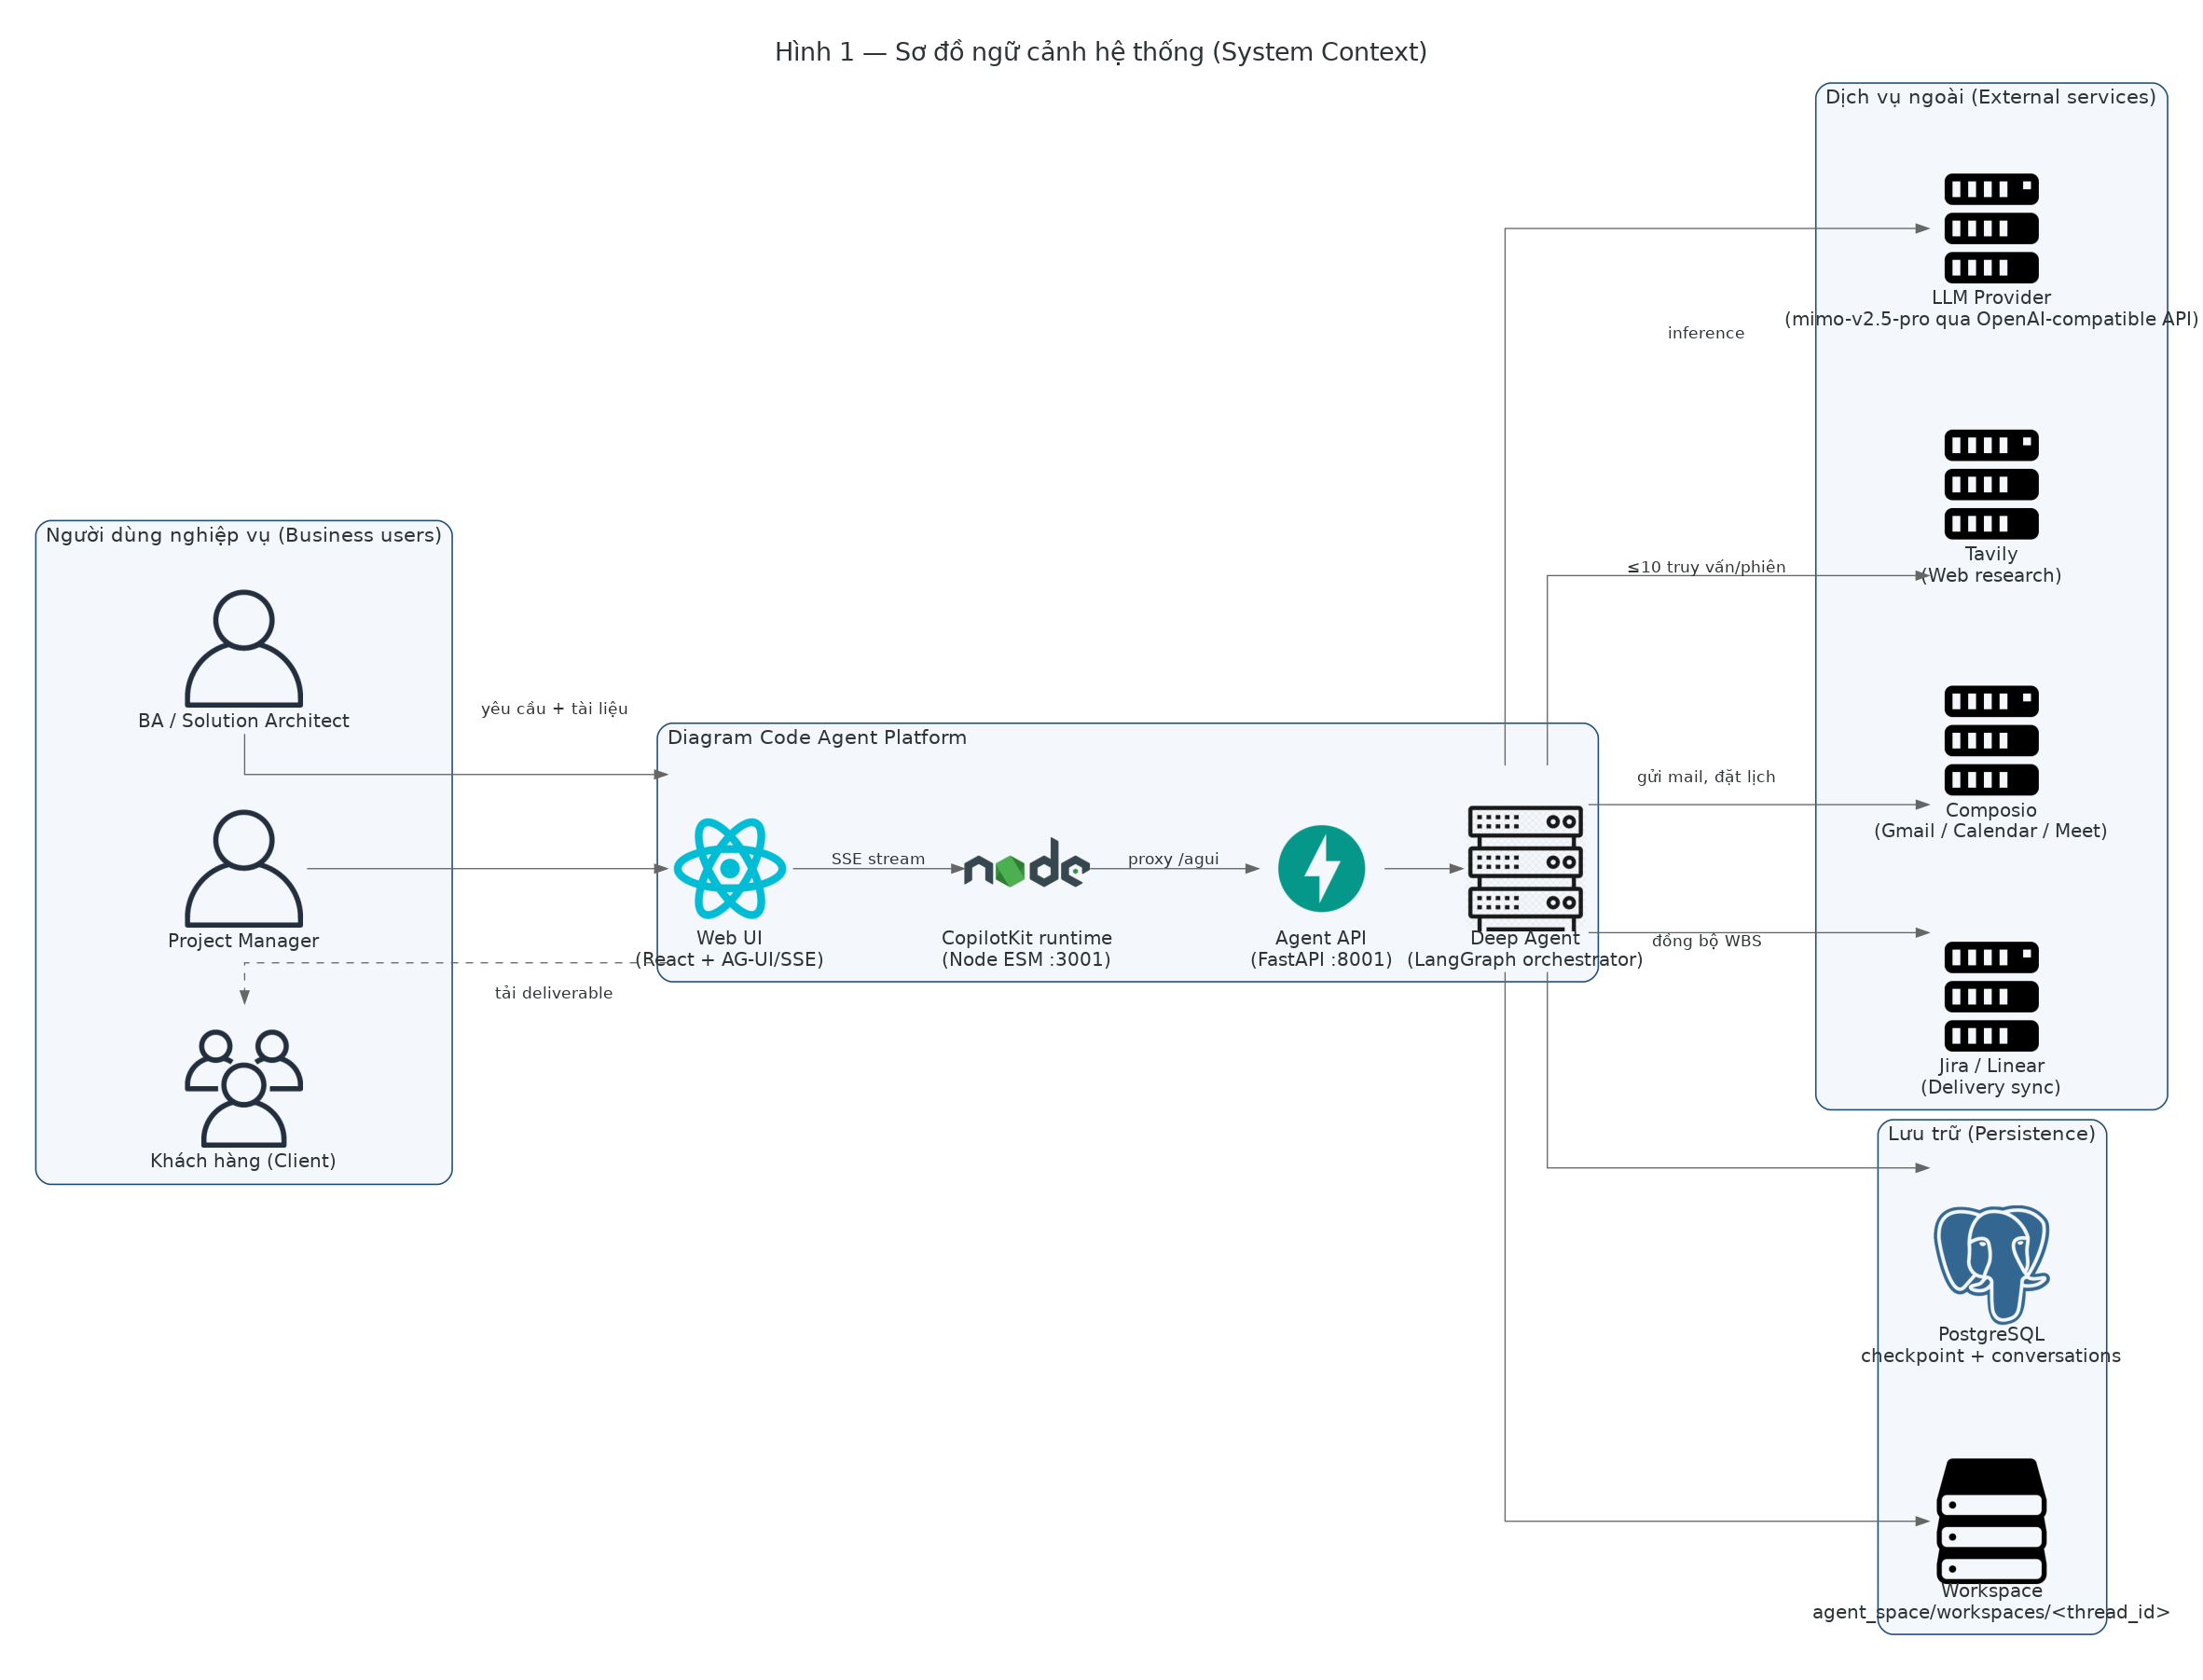 Hình 1 — Sơ đồ ngữ cảnh hệ thống (System Context)
Dịch vụ ngoài (External services)
LLM Provider
(mimo-v2.5-pro qua OpenAI-compatible API)
inference
Tavily
(Web research)
≤10 truy vấn/phiên
Người dùng nghiệp vụ (Business users)
BA / Solution Architect
yêu cầu + tài liệu
Project Manager
tải deliverable
Khách hàng (Client)
Diagram Code Agent Platform
Web UI
(React + AG-UI/SSE)
SSE stream
node
CopilotKit runtime
(Node ESM :3001)
proxy /agui
Agent API
(FastAPI :8001)
Deep Agent
(LangGraph orchestrator)
gửi mail, đặt lịch
Composio
(Gmail / Calendar / Meet)
đồng bộ WBS
Jira / Linear
(Delivery sync)
Lưu trữ (Persistence)
PostgreSQL
checkpoint + conversations
Workspace
agent_space/workspaces/<thread_id>